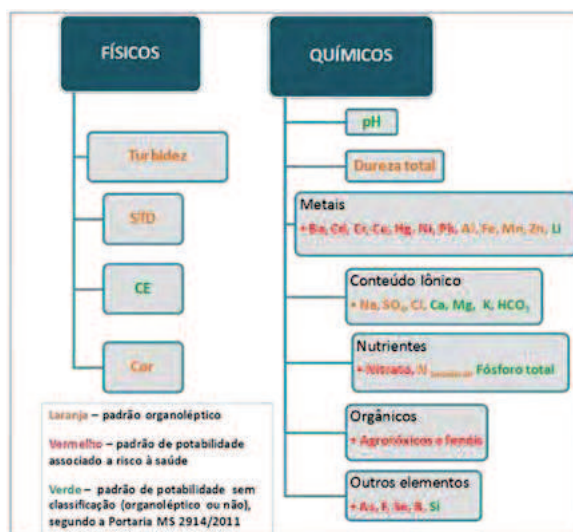 FÍSICOS
Turbidez
STD
CE
Cor
QUÍMICOS
pH
Dureza total
Metais
• Ba, Cd, Cr, Cu, Hg, Ni, Pb, Al, Fe, Mn, Zn, Li
Conteúdo Iônico
• Na, SO4, Cl, Ca, Mg, K, HCO3
Nutrientes
• Nitrato, N Fósforo total
Orgânicos
• Agrotóxicos e fenóis
Outros elementos
• As, F, Se, B, Si
Laranja – padrão organoléptico
Vermelho – padrão de potabilidade
associado a risco à saúde
Verde – padrão de potabilidade sem
classificação (organoléptico ou não),
segundo a Portaria MS 2914/2011